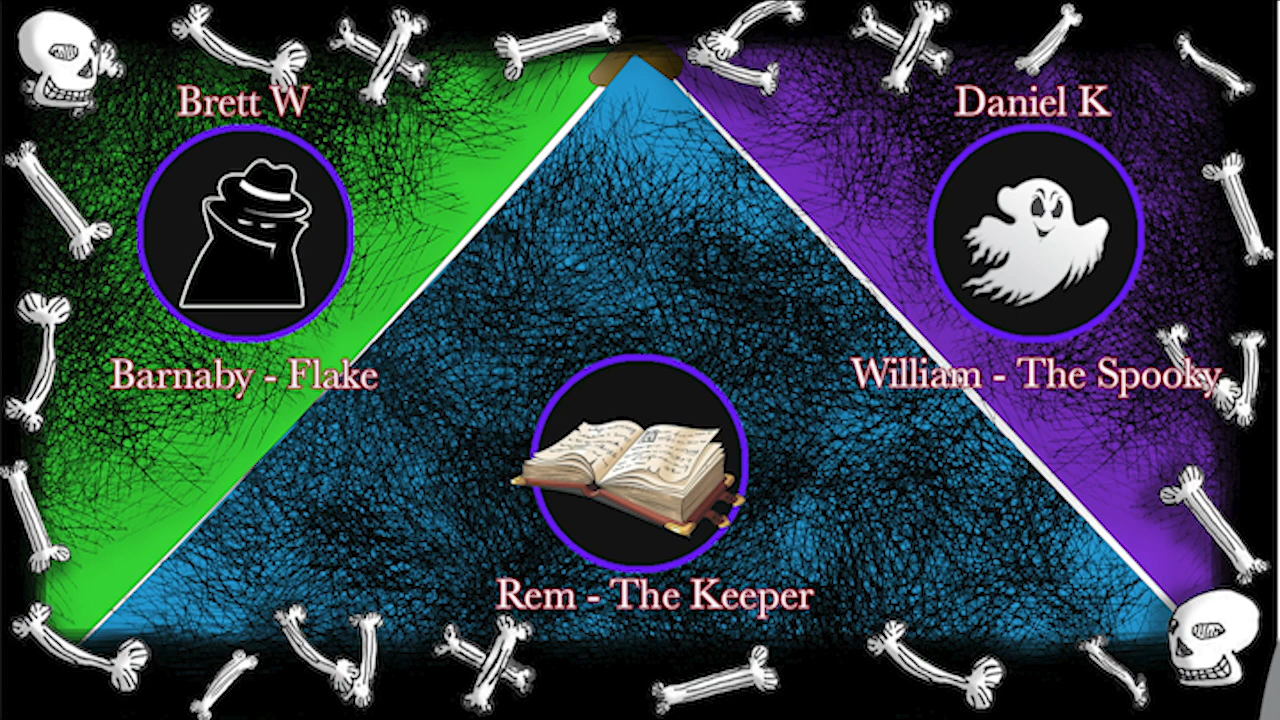 Brett W
Daniel K
Barnaby - Flake
William - The Spooky
Rem - The Keeper